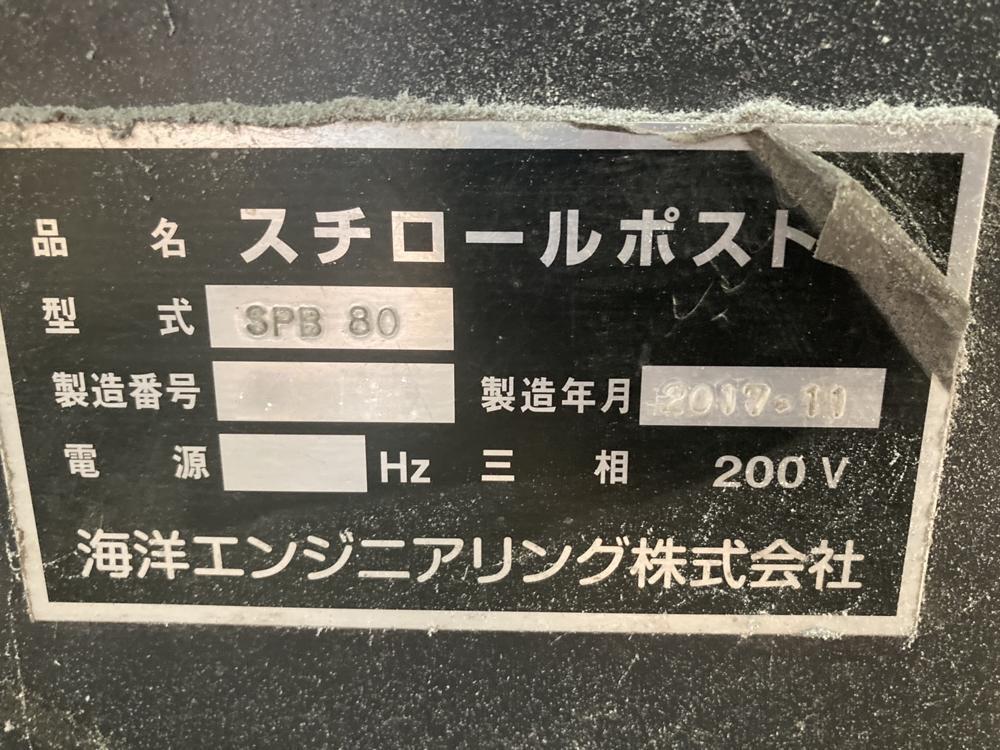 品名 スチロールポスト
型式 SPB 80
製造番号 製造年月 2017・11
電源 Hz 三相 200V
海洋エンジニアリング株式会社